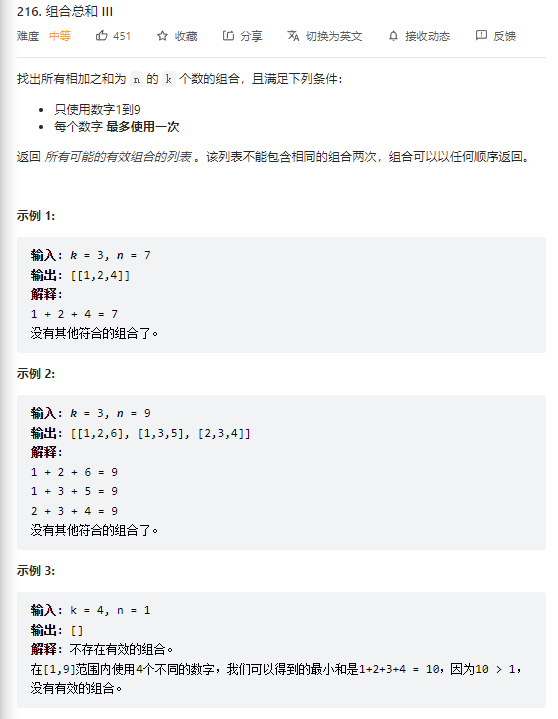 216. 组合总和 III
难度 中等 451 收藏 分享 切换为英文 接收动态 反馈
找出所有相加之和为 n 的 k 个数的组合，且满足下列条件：
• 只使用数字1到9
• 每个数字 最多使用一次
返回 所有可能的有效组合的列表 。该列表不能包含相同的组合两次，组合可以以任何顺序返回。
示例 1:
输入: k = 3, n = 7
输出: [[1,2,4]]
解释:
1 + 2 + 4 = 7
没有其他符合的组合了。
示例 2:
输入: k = 3, n = 9
输出: [[1,2,6], [1,3,5], [2,3,4]]
解释:
1 + 2 + 6 = 9
1 + 3 + 5 = 9
2 + 3 + 4 = 9
没有其他符合的组合了。
示例 3:
输入: k = 4, n = 1
输出: []
解释: 不存在有效的组合。
在[1,9]范围内使用4个不同的数字，我们可以得到的最小和是1+2+3+4 = 10，因为10 > 1，
没有有效的组合。